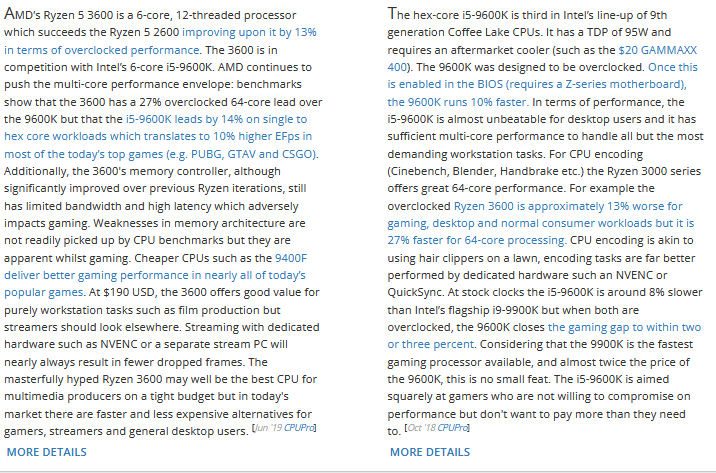 AMD's Ryzen 5 3600 is a 6-core, 12-threaded processor
which succeeds the Ryzen 5 2600 improving upon it by 13%
in terms of overclocked performance. The 3600 is in
competition with Intel's 6-core i5-9600K. AMD continues to
push the multi-core performance envelope: benchmarks
show that the 3600 has a 27% overclocked 64-core lead over
the 9600K but that the i5-9600K leads by 14% on single to
hex core workloads which translates to 10% higher EFps in
most of the today's top games (e.g. PUBG, GTAV and CSGO).
Additionally, the 3600's memory controller, although
significantly improved over previous Ryzen iterations, still
has limited bandwidth and high latency which adversely
impacts gaming. Weaknesses in memory architecture are
not readily picked up by CPU benchmarks but they are
apparent whilst gaming. Cheaper CPUs such as the 9400F
deliver better gaming performance in nearly all of today's
popular games. At $190 USD, the 3600 offers good value for
purely workstation tasks such as film production but
streamers should look elsewhere. Streaming with dedicated
hardware such as NVENC or a separate stream PC will
nearly always result in fewer dropped frames. The
masterfully hyped Ryzen 3600 may well be the best CPU for
multimedia producers on a tight budget but in today's
market there are faster and less expensive alternatives for
gamers, streamers and general desktop users. [Jun '19 CPUPro]
MORE DETAILS
The hex-core i5-9600K is third in Intel's line-up of 9th
generation Coffee Lake CPUs. It has a TDP of 95W and
requires an aftermarket cooler (such as the $20 GAMMAXX
400). The 9600K was designed to be overclocked. Once this
is enabled in the BIOS (requires a Z-series motherboard),
the 9600K runs 10% faster. In terms of performance, the
i5-9600K is almost unbeatable for desktop users and it has
sufficient multi-core performance to handle all but the most
demanding workstation tasks. For CPU encoding
(Cinebench, Blender, Handbrake etc.) the Ryzen 3000 series
offers great 64-core performance. For example the
overclocked Ryzen 3600 is approximately 13% worse for
gaming, desktop and normal consumer workloads but it is
27% faster for 64-core processing. CPU encoding is akin to
using hair clippers on a lawn, encoding tasks are far better
performed by dedicated hardware such an NVENC or
QuickSync. At stock clocks the i5-9600K is around 8% slower
than Intel's flagship i9-9900K but when both are
overclocked, the 9600K closes the gaming gap to within two
or three percent. Considering that the 9900K is the fastest
gaming processor available, and almost twice the price of
the 9600K, this is no small feat. The i5-9600K is aimed
squarely at gamers who are not willing to compromise on
performance but don't want to pay more than they need
to. [Oct '18 CPUPro]
MORE DETAILS